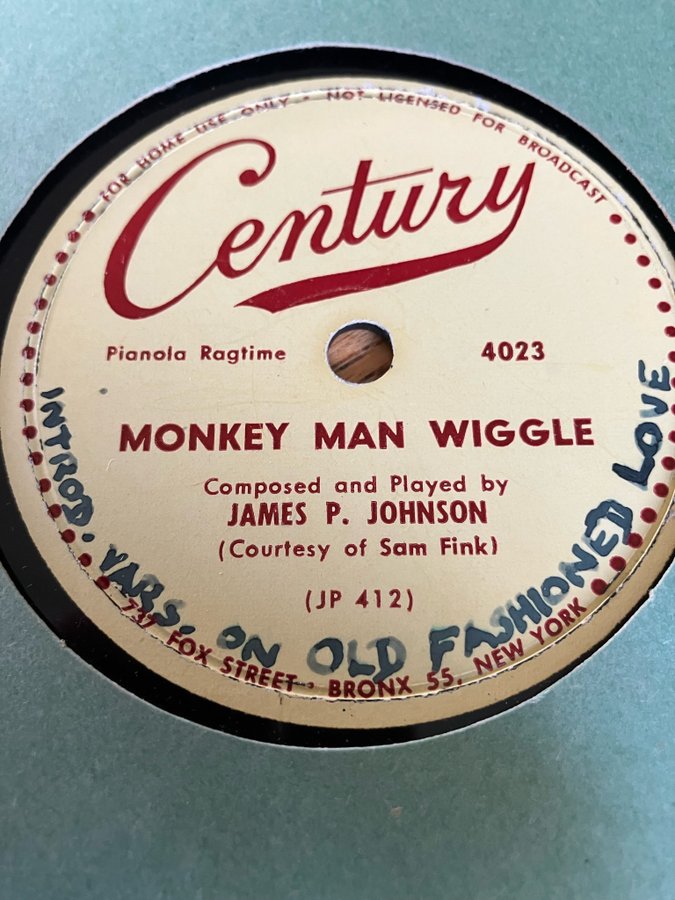 FOR HOME USE ONLY • NOT LICENSED FOR BROADCAST
Century
Pianola Ragtime
4023
MONKEY MAN WIGGLE
Composed and Played by
JAMES P. JOHNSON
(Courtesy of Sam Fink)
(JP 412)
INTROD. VARS. ON OLD FASHIONED LOVE
737 FOX STREET • BRONX 55, NEW YORK